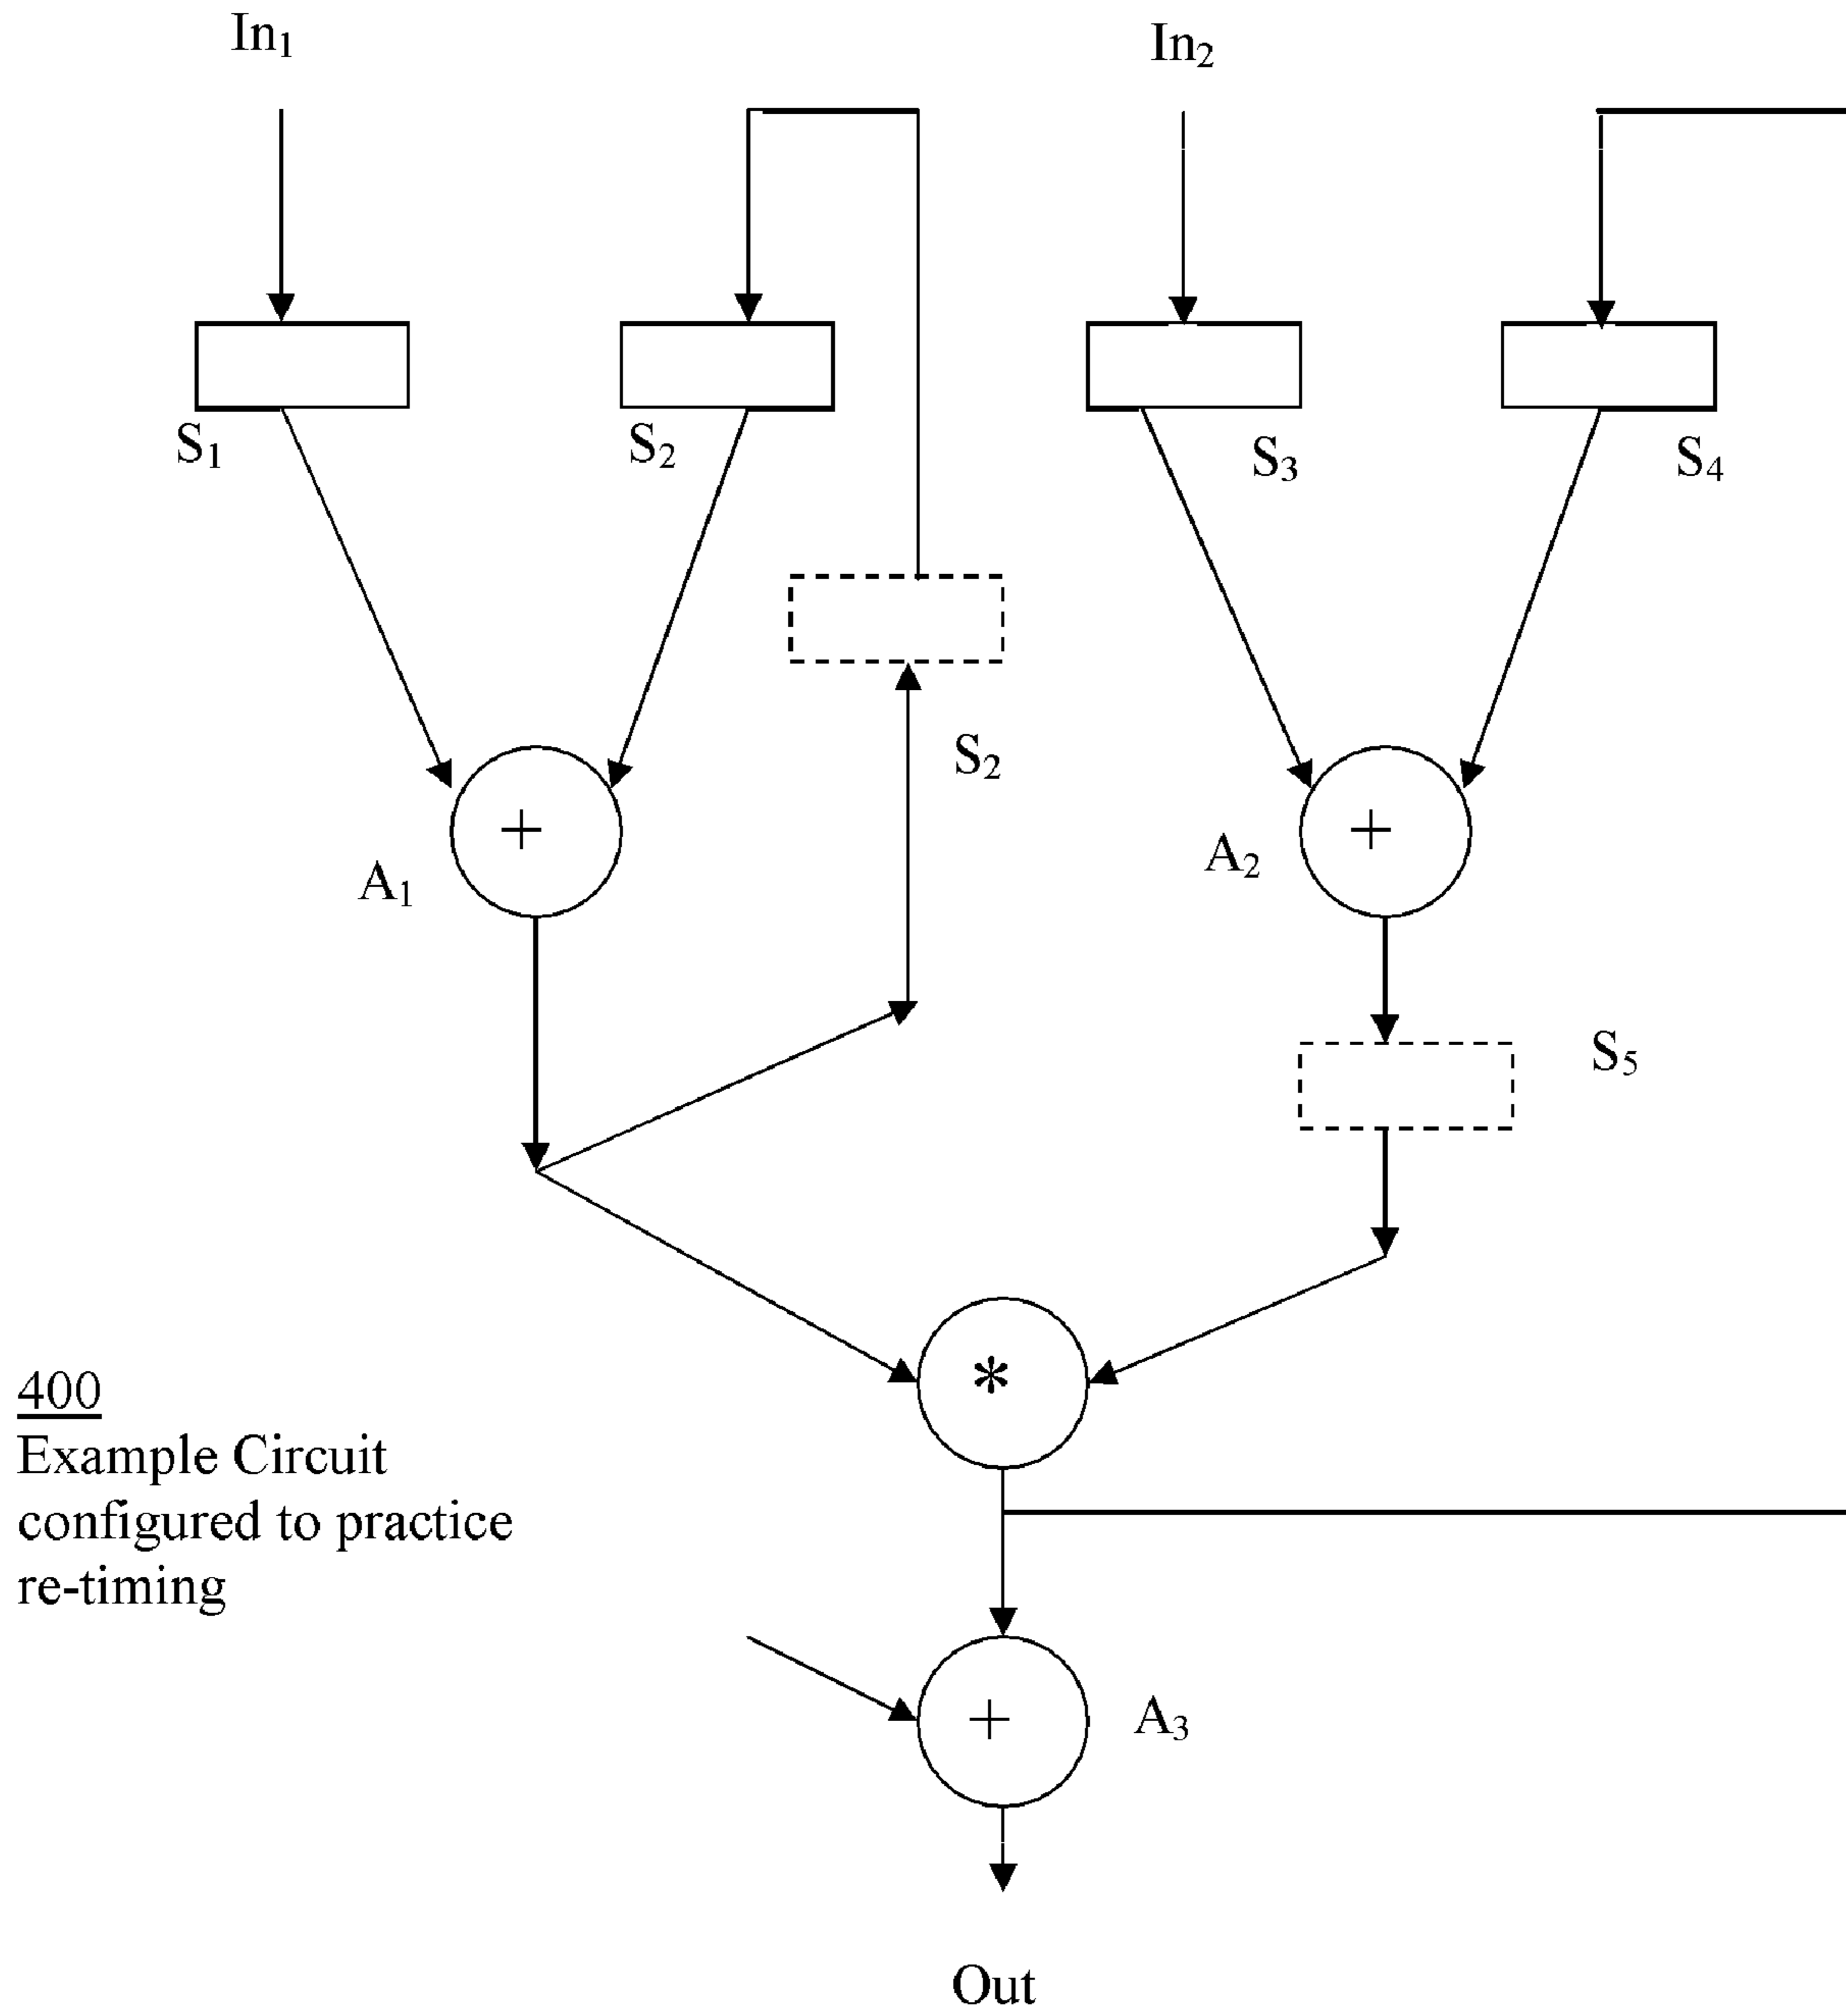 In₁
In₂
S₁
S₂
S₃
S₄
S₂
+
+
A₁
A₂
S₅
*
400
Example Circuit
configured to practice
re-timing
+
A₃
Out